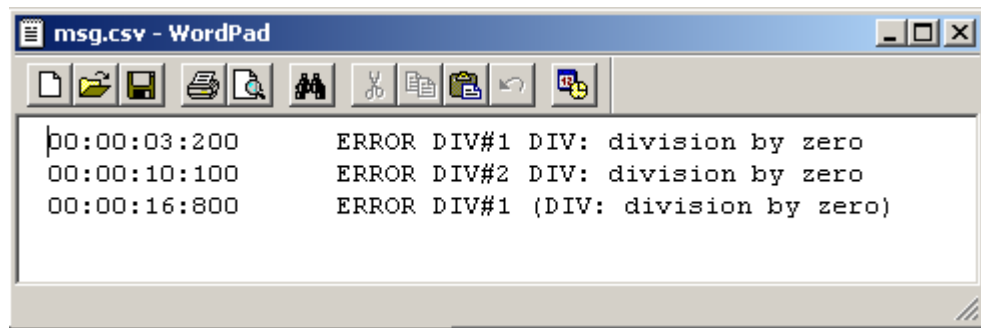 msg.csv - WordPad
00:00:03:200 ERROR DIV#1 DIV: division by zero
00:00:10:100 ERROR DIV#2 DIV: division by zero
00:00:16:800 ERROR DIV#1 (DIV: division by zero)